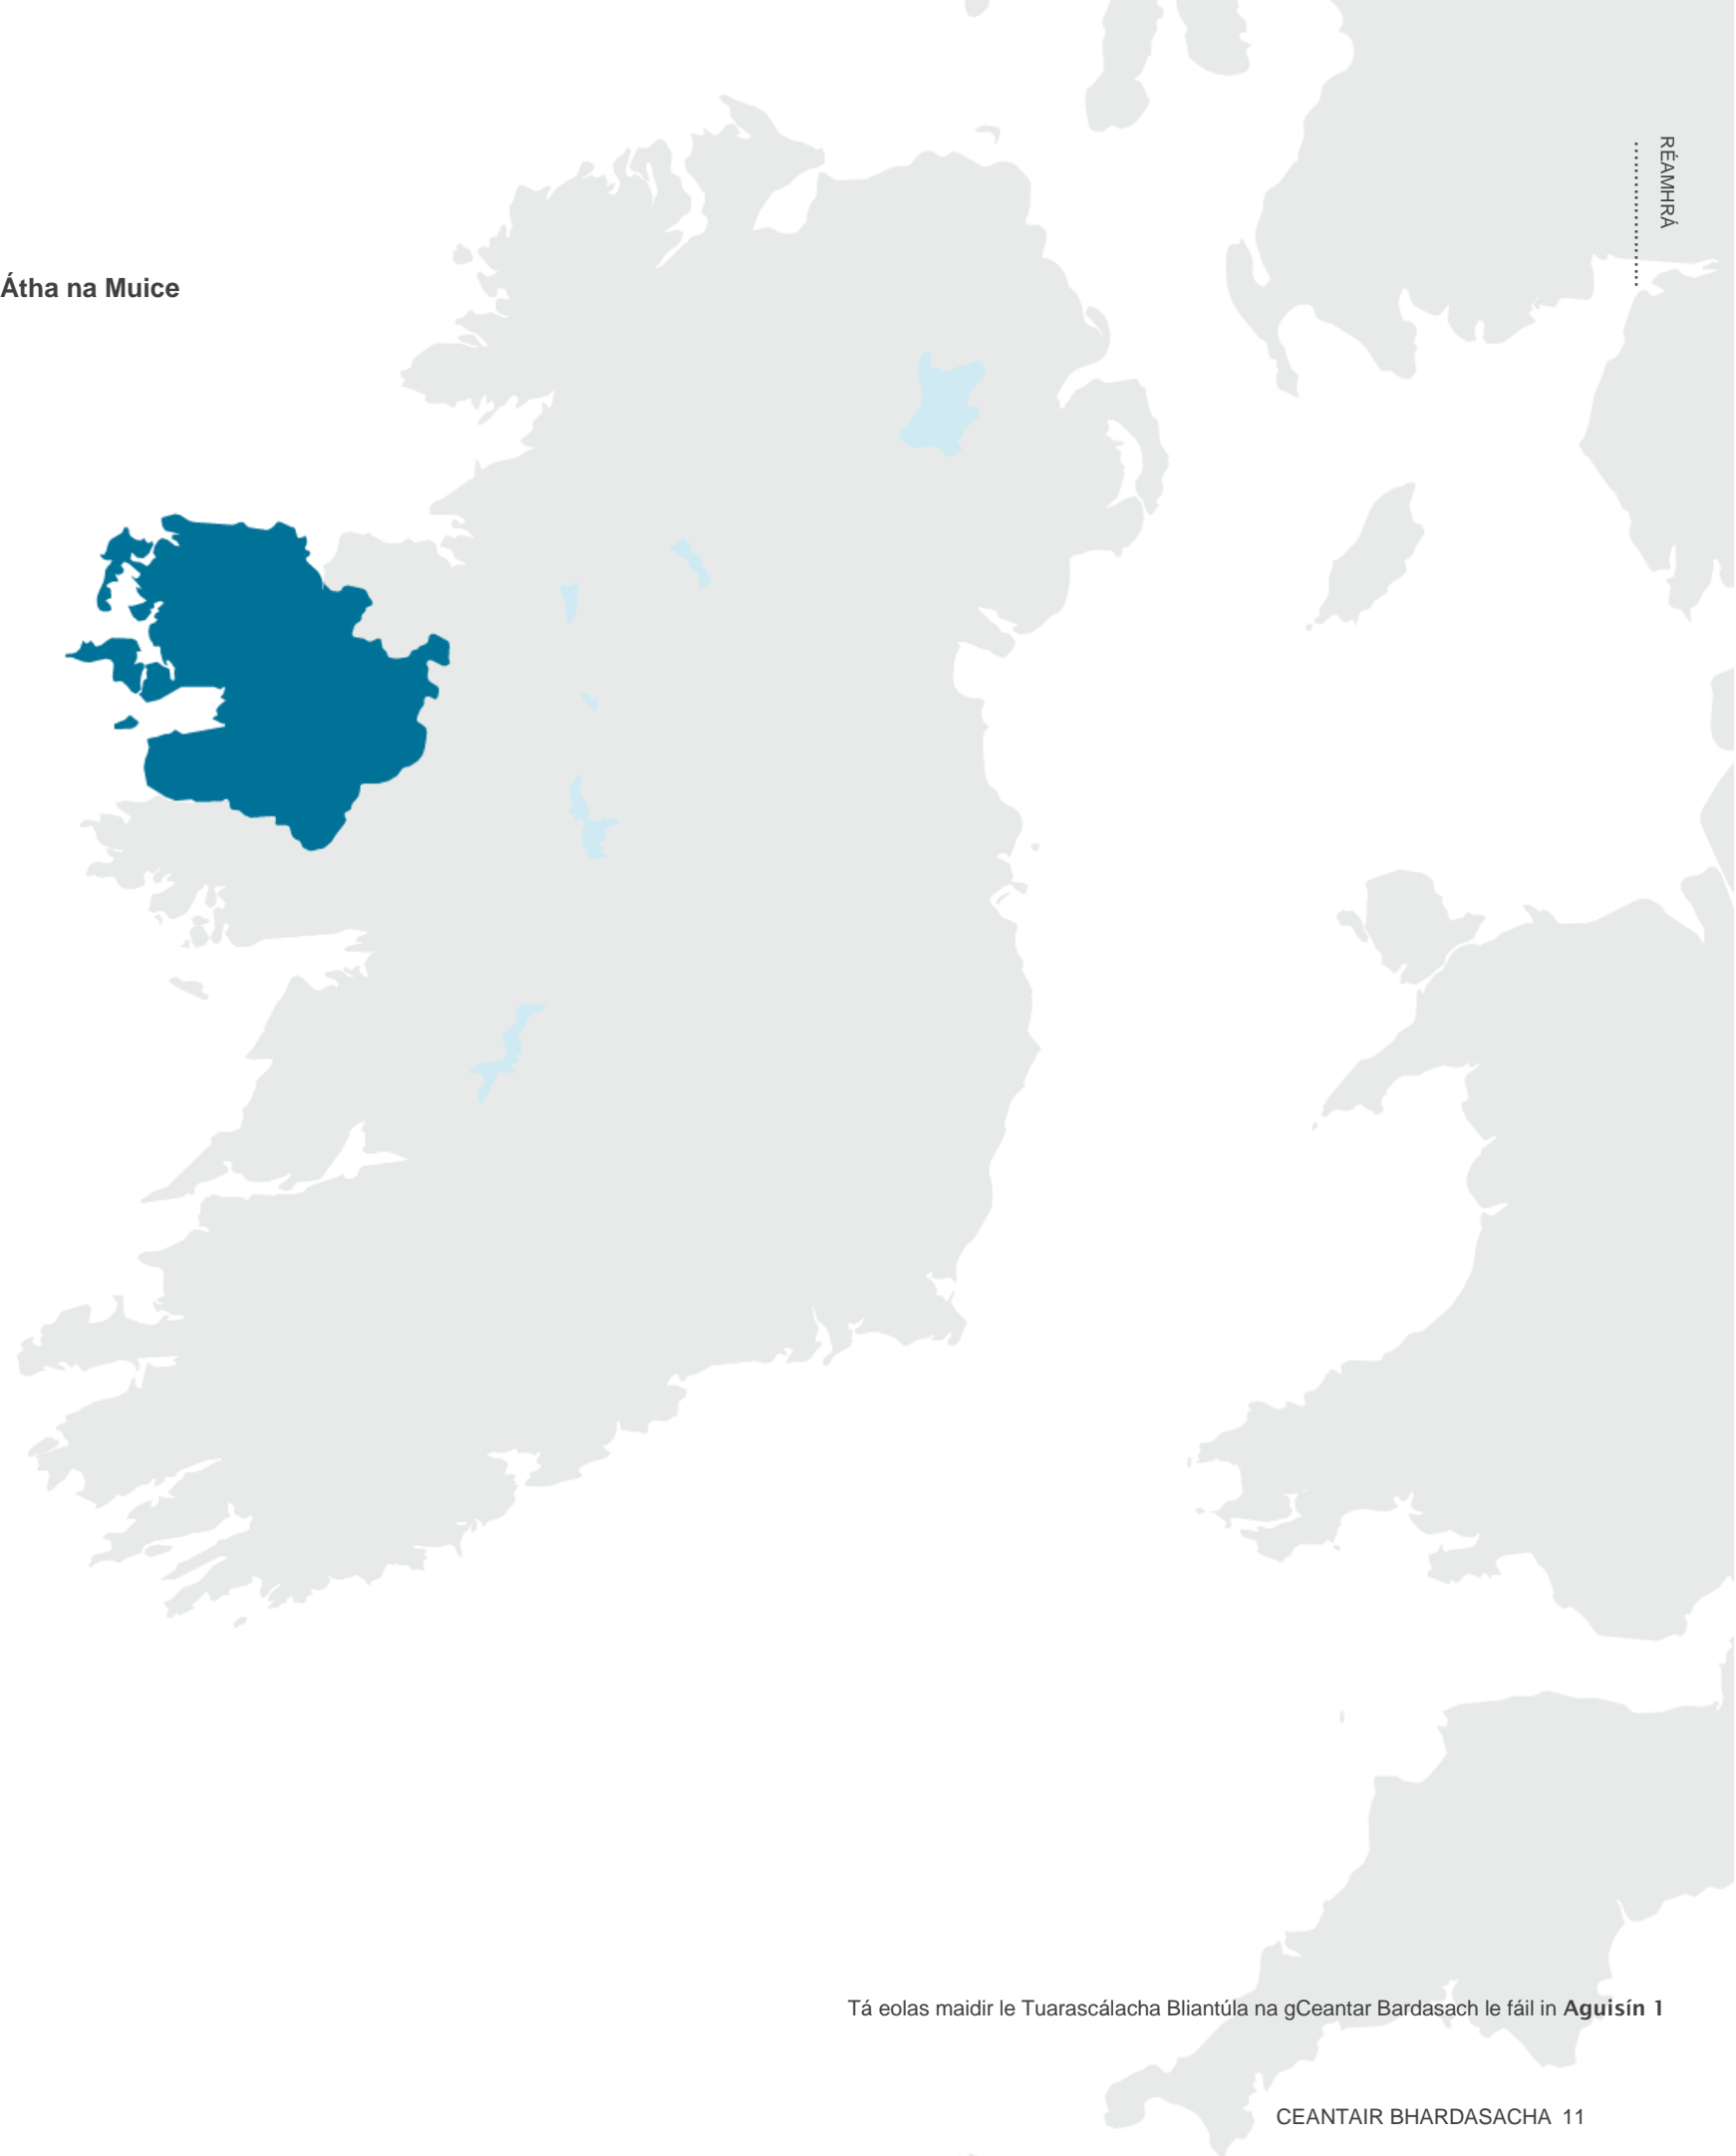 RÉAMHRÁ
Átha na Muice
Tá eolas maidir le Tuarascálacha Bliantúla na gCeantar Bardasach le fáil in Aguisín 1
CEANTAIR BHARDASACHA 11